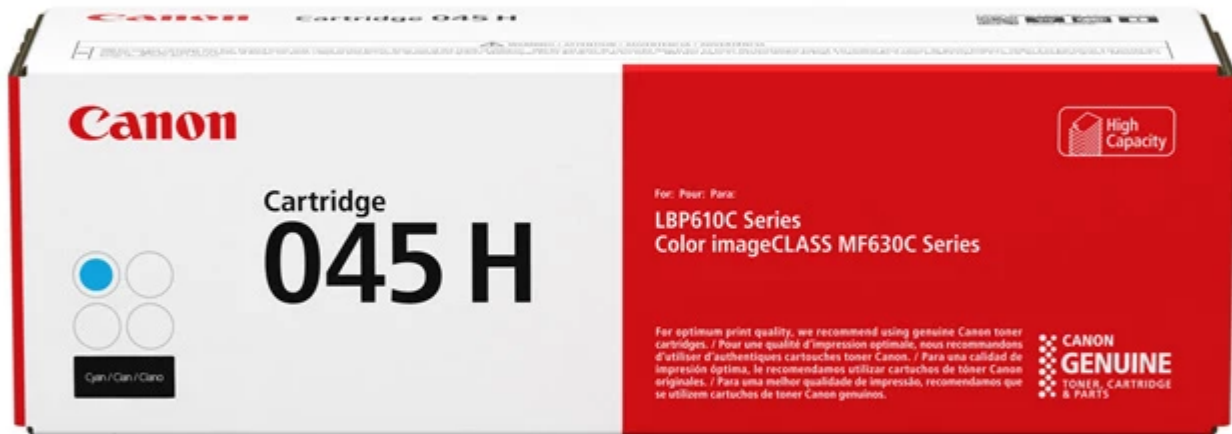 Canon Cartridge 045 H
Canon
Cartridge
045 H
Cyan / Cian / Ciano
High
Capacity
For: Pour: Para:
LBP610C Series
Color imageCLASS MF630C Series
For optimum print quality, we recommend using genuine Canon toner
cartridges. / Pour une qualité d'impression optimale, nous recommandons
d'utiliser d'authentiques cartouches toner Canon. / Para una calidad de
impresión óptima, le recomendamos utilizar cartuchos de tóner Canon
originales. / Para uma melhor qualidade de impressão, recomendamos que
se utilizem cartuchos de toner Canon genuínos.
CANON
GENUINE
TONER, CARTRIDGE
& PARTS